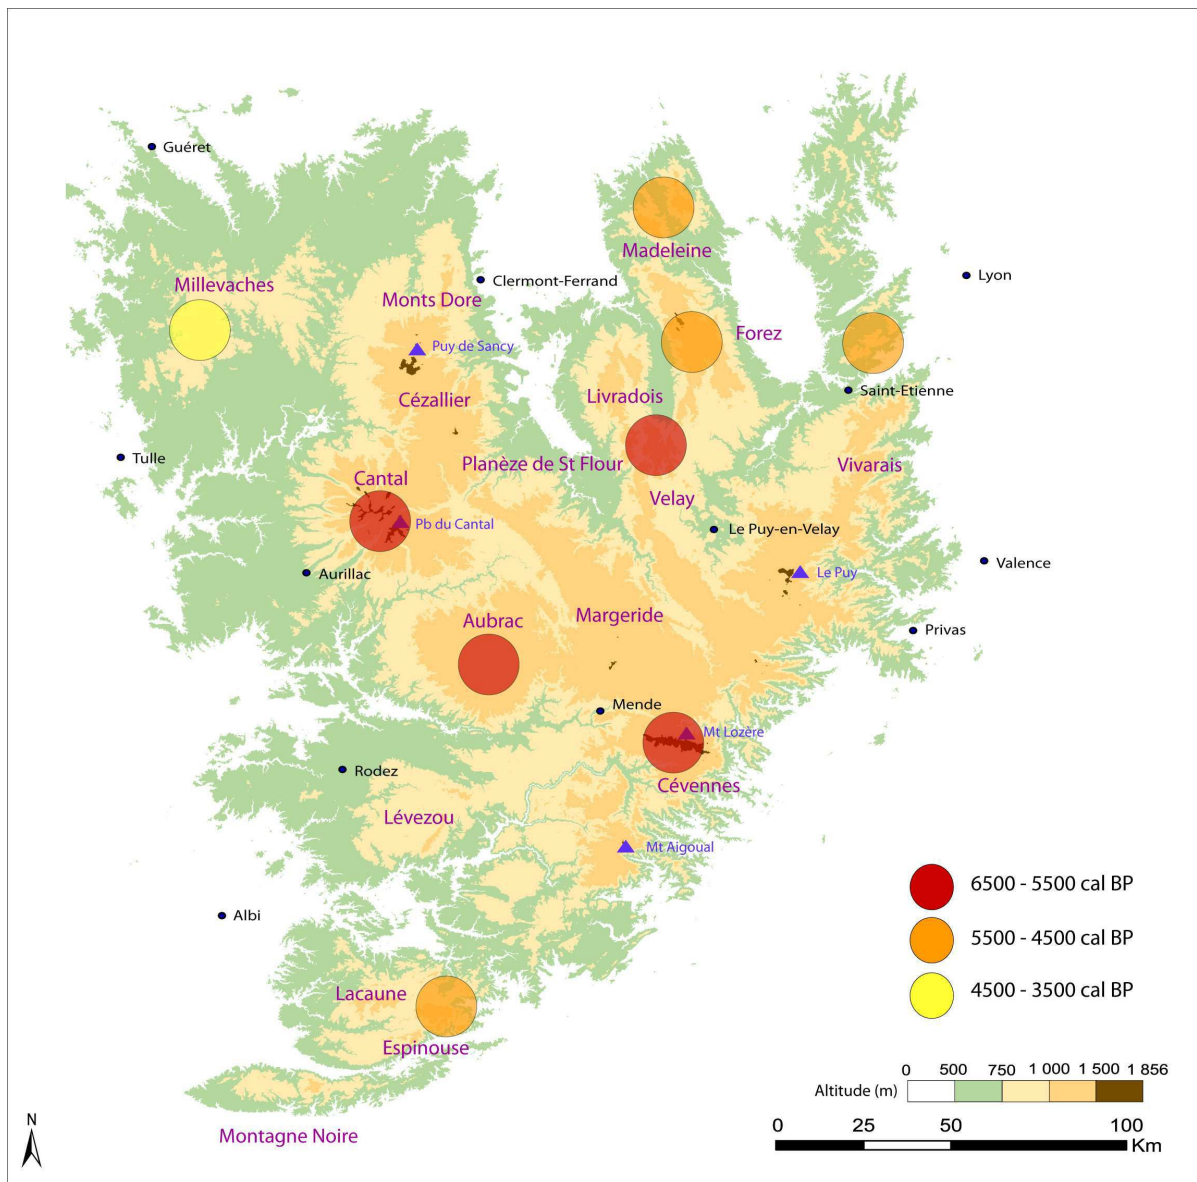 Guéret
Madeleine
Lyon
Clermont-Ferrand
Millevaches
Monts Dore
Forez
Puy de Sancy
Saint-Etienne
Livradois
Cézallier
Tulle
Planèze de St Flour
Vivarais
Cantal
Velay
Pb du Cantal
Le Puy-en-Velay
Valence
Aurillac
Le Puy
Aubrac
Margeride
Privas
Mende
Mt Lozère
Rodez
Cévennes
Lévezou
Mt Aigoual
6500 - 5500 cal BP
Albi
5500 - 4500 cal BP
Lacaune
4500 - 3500 cal BP
Espinouse
0 500 750 1 000 1 500 1 856
Altitude (m)
N
Montagne Noire
0 25 50 100
Km